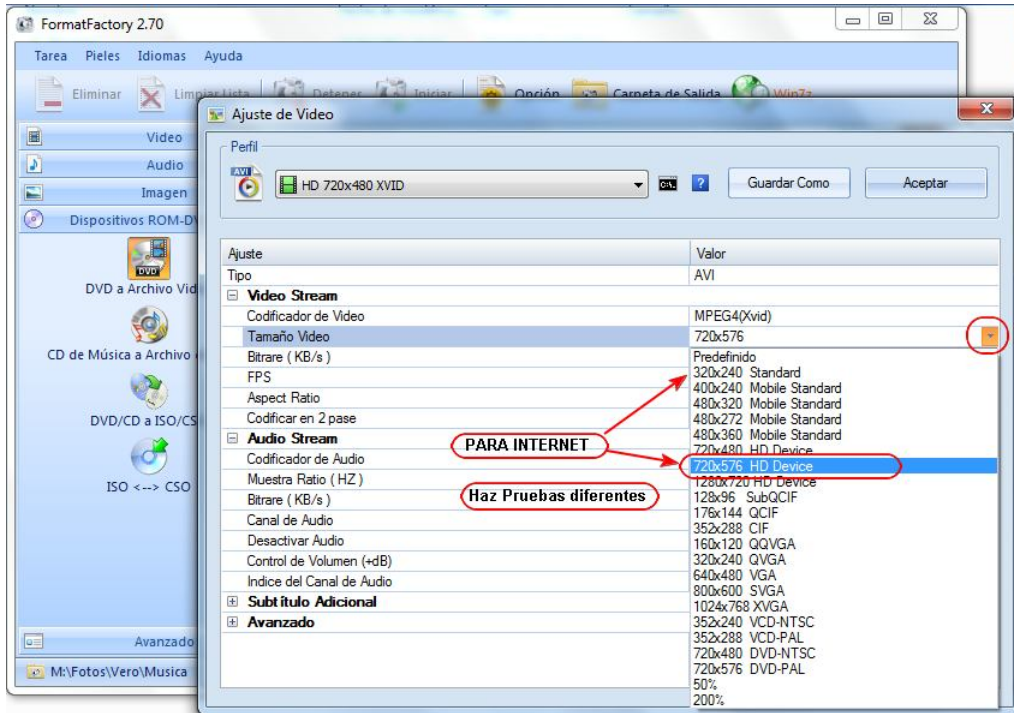 FormatFactory 2.70
Tarea Pieles Idiomas Ayuda
Eliminar Limpiar Lista Detener Iniciar Opción Carpeta de Salida Win7z
Video
Audio
Imagen
Dispositivos ROM-D
DVD a Archivo Vid
CD de Música a Archivo
DVD/CD a ISO/CS
ISO <--> CSO
Avanzado
M:\Fotos\Vero\Musica
Ajuste de Video
Perfil
AVI HD 720x480 XVID Guardar Como Aceptar
Ajuste Valor
Tipo AVI
Video Stream
Codificador de Video MPEG4(Xvid)
Tamaño Video 720x576
Bitrare ( KB/s )
FPS
Aspect Ratio
Codificar en 2 pase
Audio Stream
Codificador de Audio
Muestra Ratio ( HZ )
Bitrare ( KB/s )
Canal de Audio
Desactivar Audio
Control de Volumen (+dB)
Indice del Canal de Audio
Subtítulo Adicional
Avanzado
PARA INTERNET
Haz Pruebas diferentes
Predefinido
320x240 Standard
400x240 Mobile Standard
480x320 Mobile Standard
480x272 Mobile Standard
480x360 Mobile Standard
720x480 HD Device
720x576 HD Device
1280x720 HD Device
128x96 SubQCIF
176x144 QCIF
352x288 CIF
160x120 QQVGA
320x240 QVGA
640x480 VGA
800x600 SVGA
1024x768 XVGA
352x240 VCD-NTSC
352x288 VCD-PAL
720x480 DVD-NTSC
720x576 DVD-PAL
50%
200%